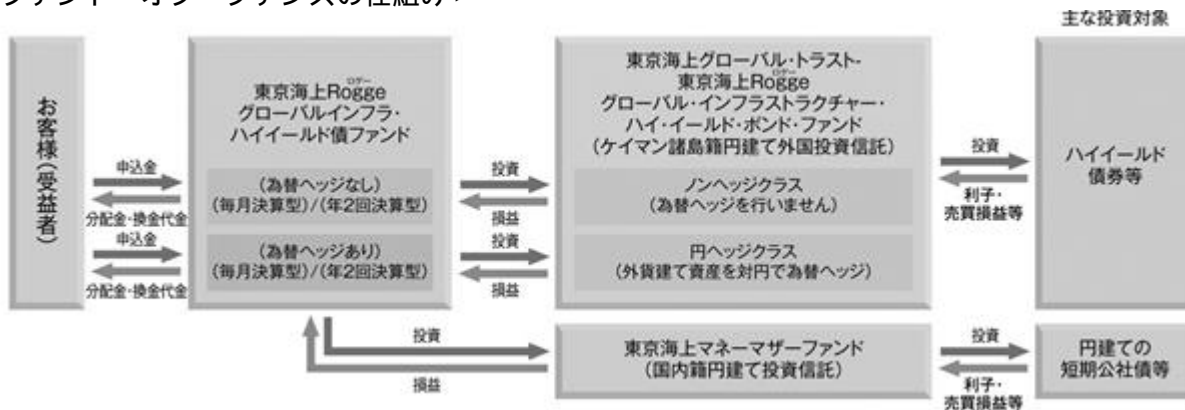 ファンド・オブ・ファンズの仕組み
主な投資対象
お客様(受益者)
申込金
分配金・換金代金
申込金
分配金・換金代金
東京海上Rogge
ロゲー
グローバルインフラ・
ハイイールド債ファンド
(為替ヘッジなし)
(毎月決算型)/(年2回決算型)
(為替ヘッジあり)
(毎月決算型)/(年2回決算型)
投資
損益
投資
損益
東京海上グローバル・トラスト-
東京海上Rogge
ロゲー
グローバル・インフラストラクチャー・
ハイ・イールド・ボンド・ファンド
(ケイマン諸島籍円建て外国投資信託)
ノンヘッジクラス
(為替ヘッジを行いません)
円ヘッジクラス
(外貨建て資産を対円で為替ヘッジ)
投資
利子・
売買損益等
ハイイールド
債券等
投資
損益
東京海上マネーマザーファンド
(国内籍円建て投資信託)
投資
利子・
売買損益等
円建ての
短期公社債等